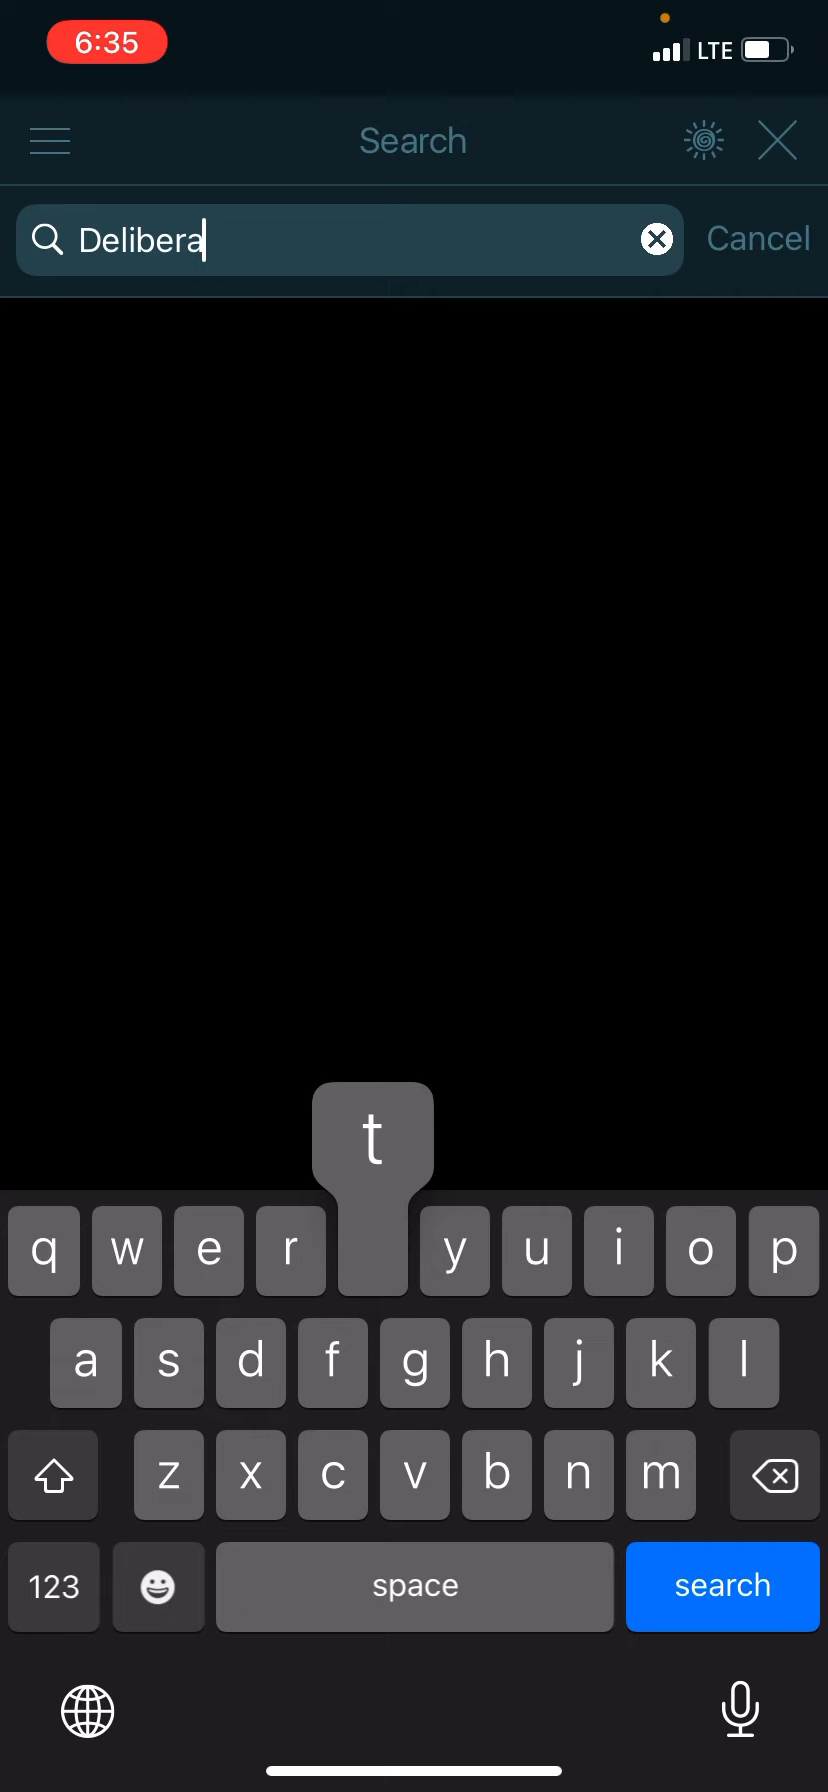 6:35
LTE
Search
Delibera
Cancel
t
q w e r y u i o p
a s d f g h j k l
z x c v b n m
123 space search